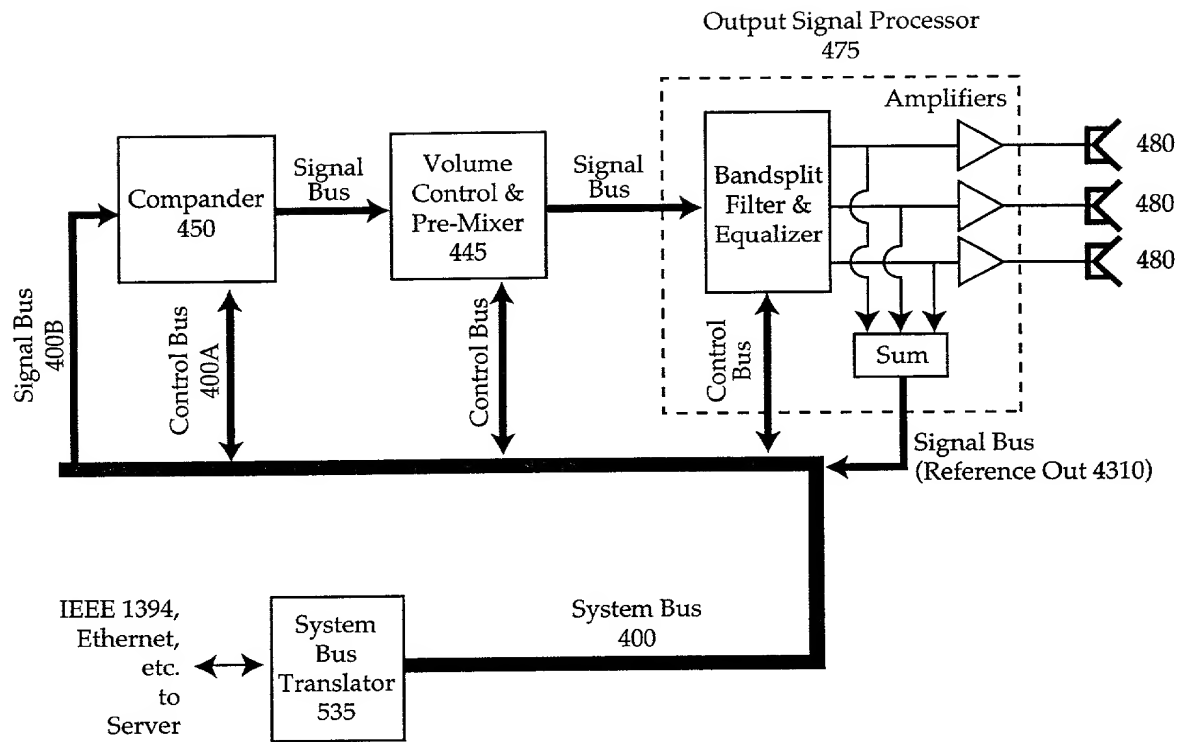 Output Signal Processor
475
Amplifiers
Compander
450
Signal
Bus
Volume
Control &
Pre-Mixer
445
Signal
Bus
Bandsplit
Filter &
Equalizer
480
480
480
Sum
Signal Bus
400B
Control Bus
400A
Control Bus
Control
Bus
Signal Bus
(Reference Out 4310)
IEEE 1394,
Ethernet,
etc.
to
Server
System
Bus
Translator
535
System Bus
400